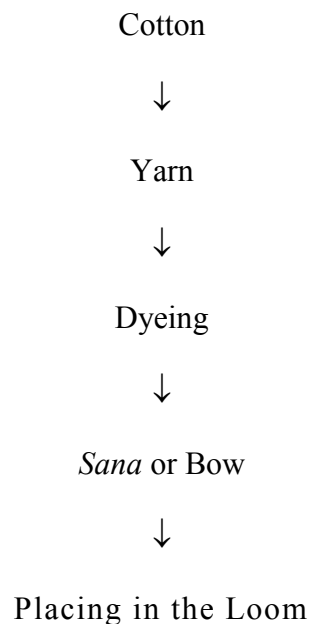 Cotton
↓
Yarn
↓
Dyeing
↓
Sana or Bow
↓
Placing in the Loom